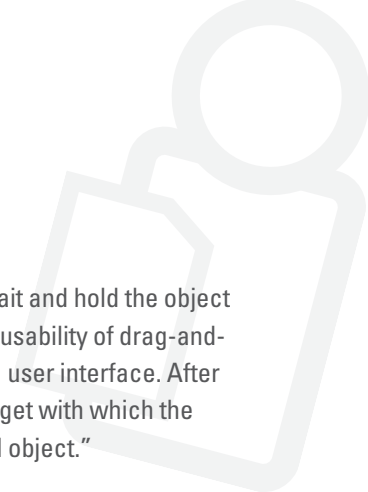 ait and hold the object
usability of drag-and-
user interface. After
get with which the
object.”